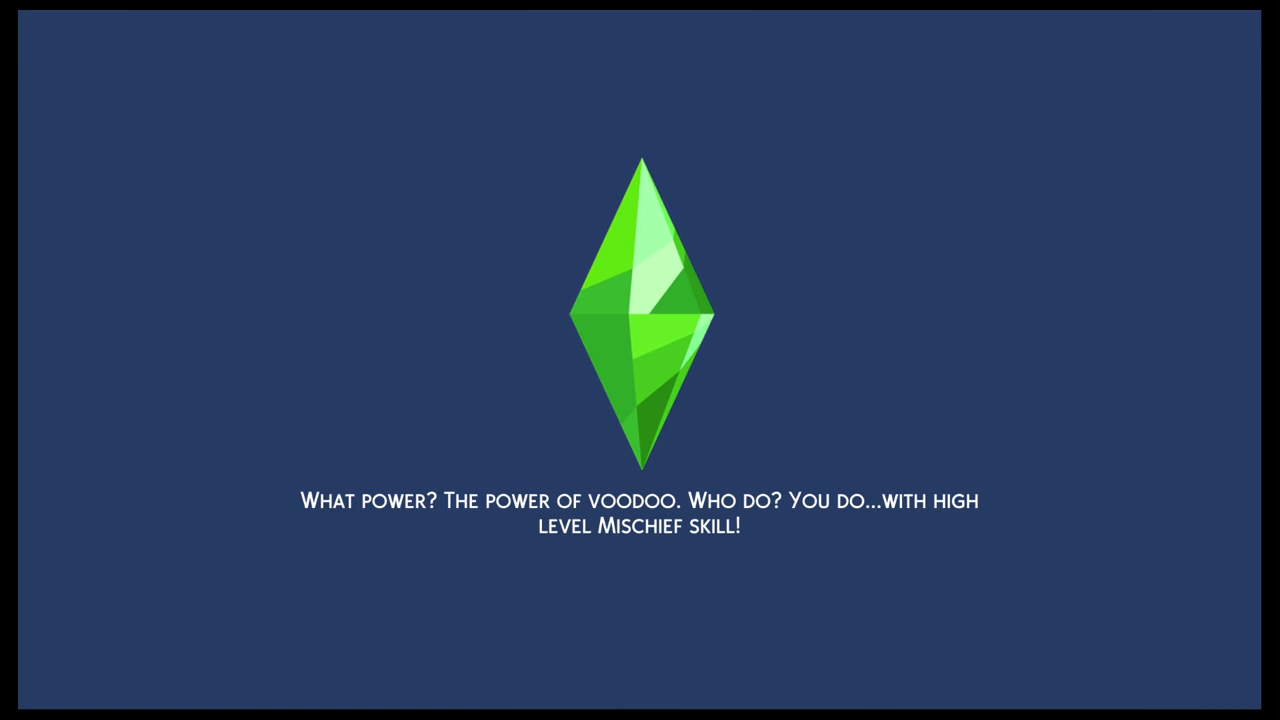 What power? The power of voodoo. Who do? You do...with high
level Mischief skill!